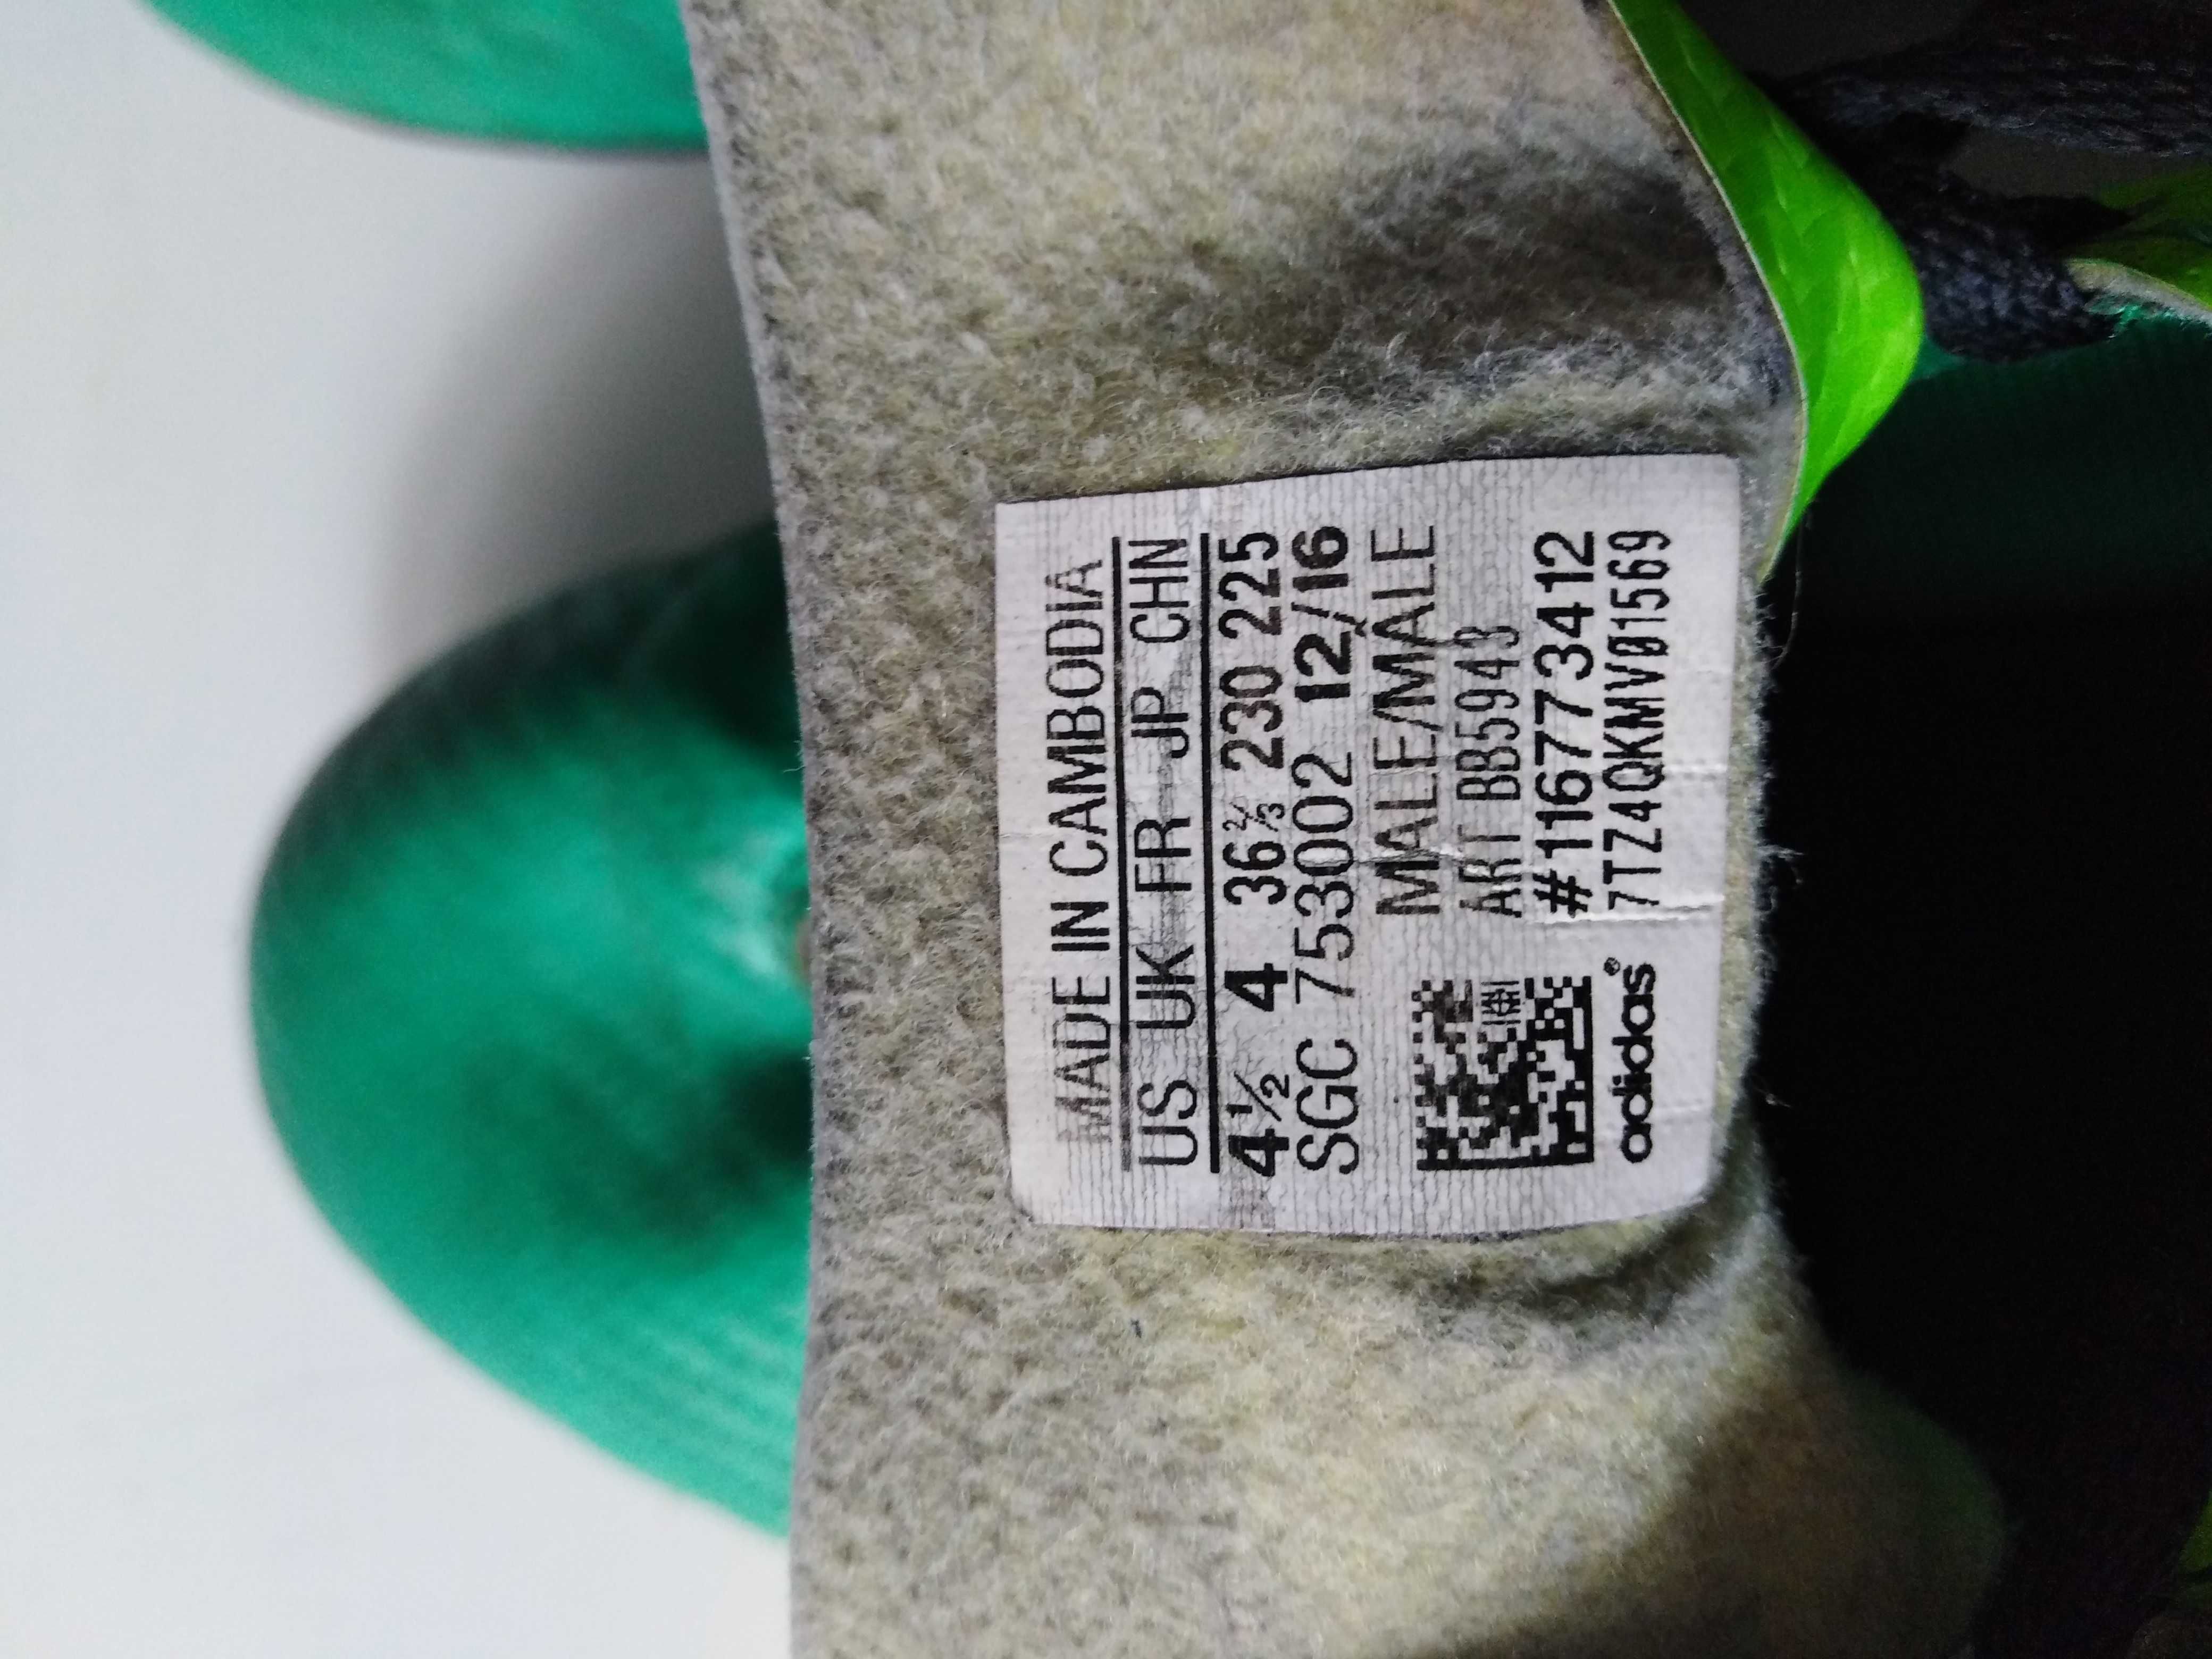 MADE IN CAMBODIA
US UK FR JP CHN
4½ 4 36⅔ 230 225
SGC 753002 12/16
MALE/MALE
ART BB5943
#116773412
7TZ4QKMVØ1569
adidas®